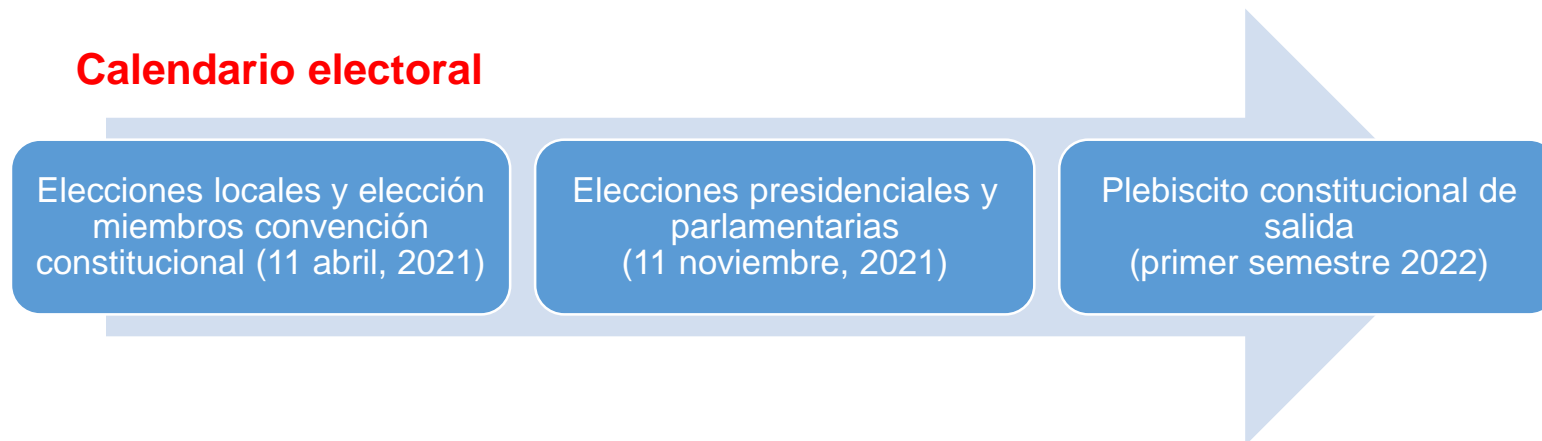 Calendario electoral
Elecciones locales y elección
miembros convención
constitucional (11 abril, 2021)
Elecciones presidenciales y
parlamentarias
(11 noviembre, 2021)
Plebiscito constitucional de
salida
(primer semestre 2022)